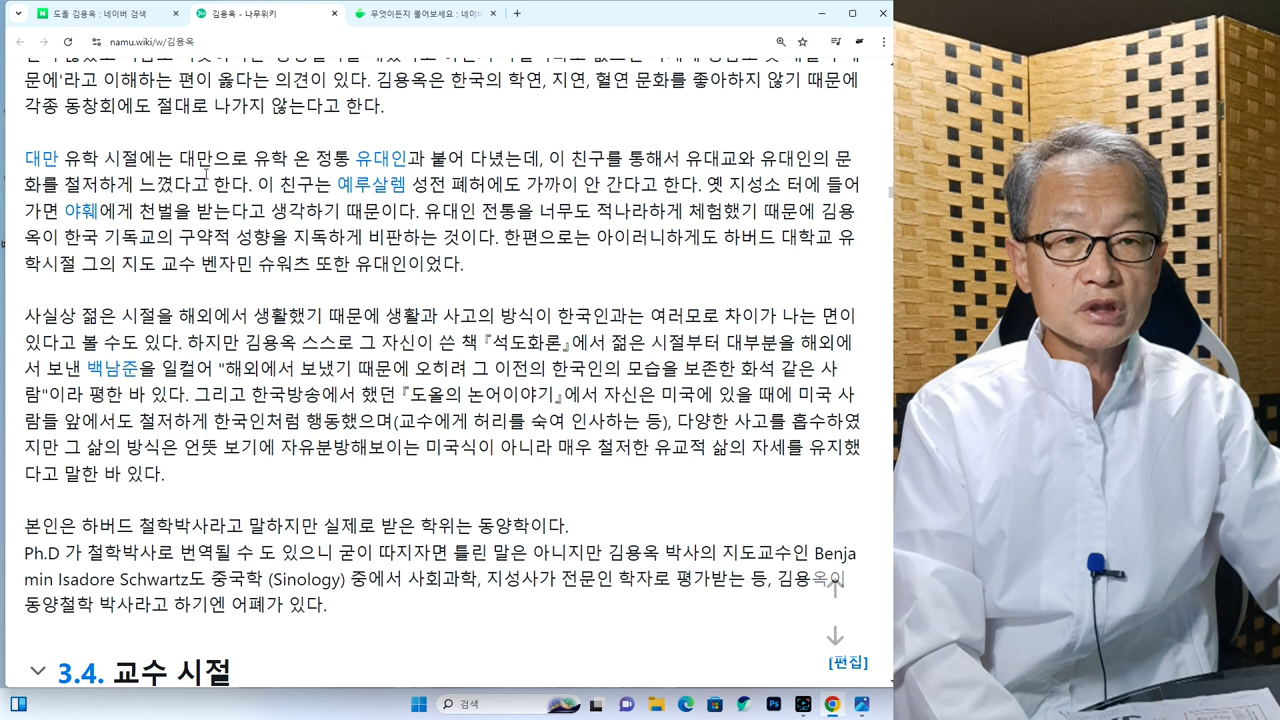 도올 김용옥 : 네이버 검색
김용옥 - 나무위키
무엇이든지 물어보세요 : 네이버
namu.wiki/w/김용옥
문에'라고 이해하는 편이 옳다는 의견이 있다. 김용옥은 한국의 학연, 지연, 혈연 문화를 좋아하지 않기 때문에
각종 동창회에도 절대로 나가지 않는다고 한다.
대만 유학 시절에는 대만으로 유학 온 정통 유대인과 붙어 다녔는데, 이 친구를 통해서 유대교와 유대인의 문
화를 철저하게 느꼈다고 한다. 이 친구는 예루살렘 성전 폐허에도 가까이 안 간다고 한다. 옛 지성소 터에 들어
가면 야훼에게 천벌을 받는다고 생각하기 때문이다. 유대인 전통을 너무도 적나라하게 체험했기 때문에 김용
옥이 한국 기독교의 구약적 성향을 지독하게 비판하는 것이다. 한편으로는 아이러니하게도 하버드 대학교 유
학시절 그의 지도 교수 벤자민 슈워츠 또한 유대인이었다.
사실상 젊은 시절을 해외에서 생활했기 때문에 생활과 사고의 방식이 한국인과는 여러모로 차이가 나는 면이
있다고 볼 수도 있다. 하지만 김용옥 스스로 그 자신이 쓴 책 『석도화론』에서 젊은 시절부터 대부분을 해외에
서 보낸 백남준을 일컬어 "해외에서 보냈기 때문에 오히려 그 이전의 한국인의 모습을 보존한 화석 같은 사
람"이라 평한 바 있다. 그리고 한국방송에서 했던 『도올의 논어이야기』에서 자신은 미국에 있을 때에 미국 사
람들 앞에서도 철저하게 한국인처럼 행동했으며(교수에게 허리를 숙여 인사하는 등), 다양한 사고를 흡수하였
지만 그 삶의 방식은 언뜻 보기에 자유분방해보이는 미국식이 아니라 매우 철저한 유교적 삶의 자세를 유지했
다고 말한 바 있다.
본인은 하버드 철학박사라고 말하지만 실제로 받은 학위는 동양학이다.
Ph.D 가 철학박사로 번역될 수 도 있으니 굳이 따지자면 틀린 말은 아니지만 김용옥 박사의 지도교수인 Benja
min Isadore Schwartz도 중국학 (Sinology) 중에서 사회과학, 지성사가 전문인 학자로 평가받는 등, 김용옥이
동양철학 박사라고 하기엔 어폐가 있다.
3.4. 교수 시절
[편집]
검색